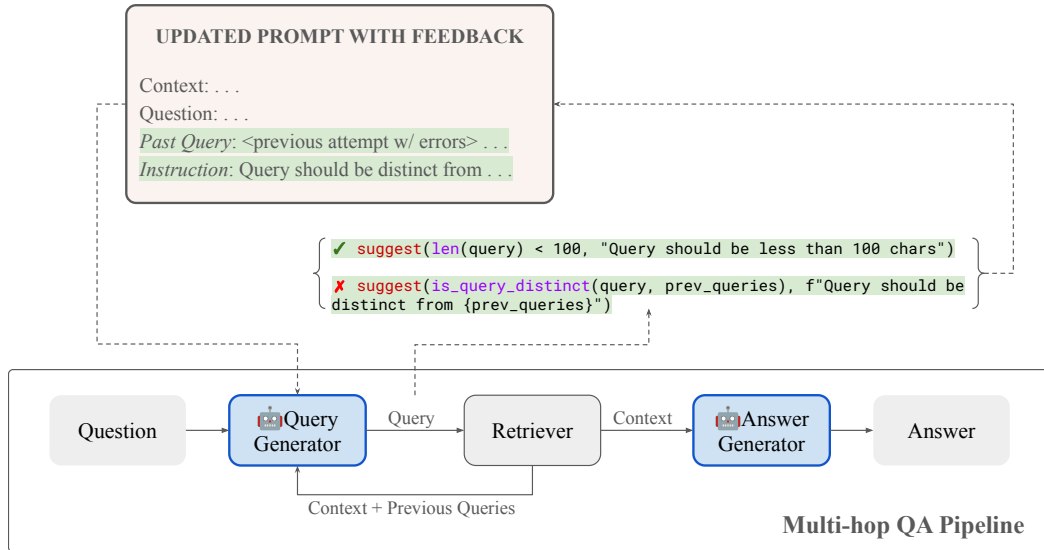 UPDATED PROMPT WITH FEEDBACK
Context: . . .
Question: . . .
Past Query: <previous attempt w/ errors> . . .
Instruction: Query should be distinct from . . .
✓ suggest(len(query) < 100, "Query should be less than 100 chars")
✗ suggest(is_query_distinct(query, prev_queries), f"Query should be
distinct from {prev_queries}")
Question
🤖Query
Generator
Query
Retriever
Context
🤖Answer
Generator
Answer
Context + Previous Queries
Multi-hop QA Pipeline